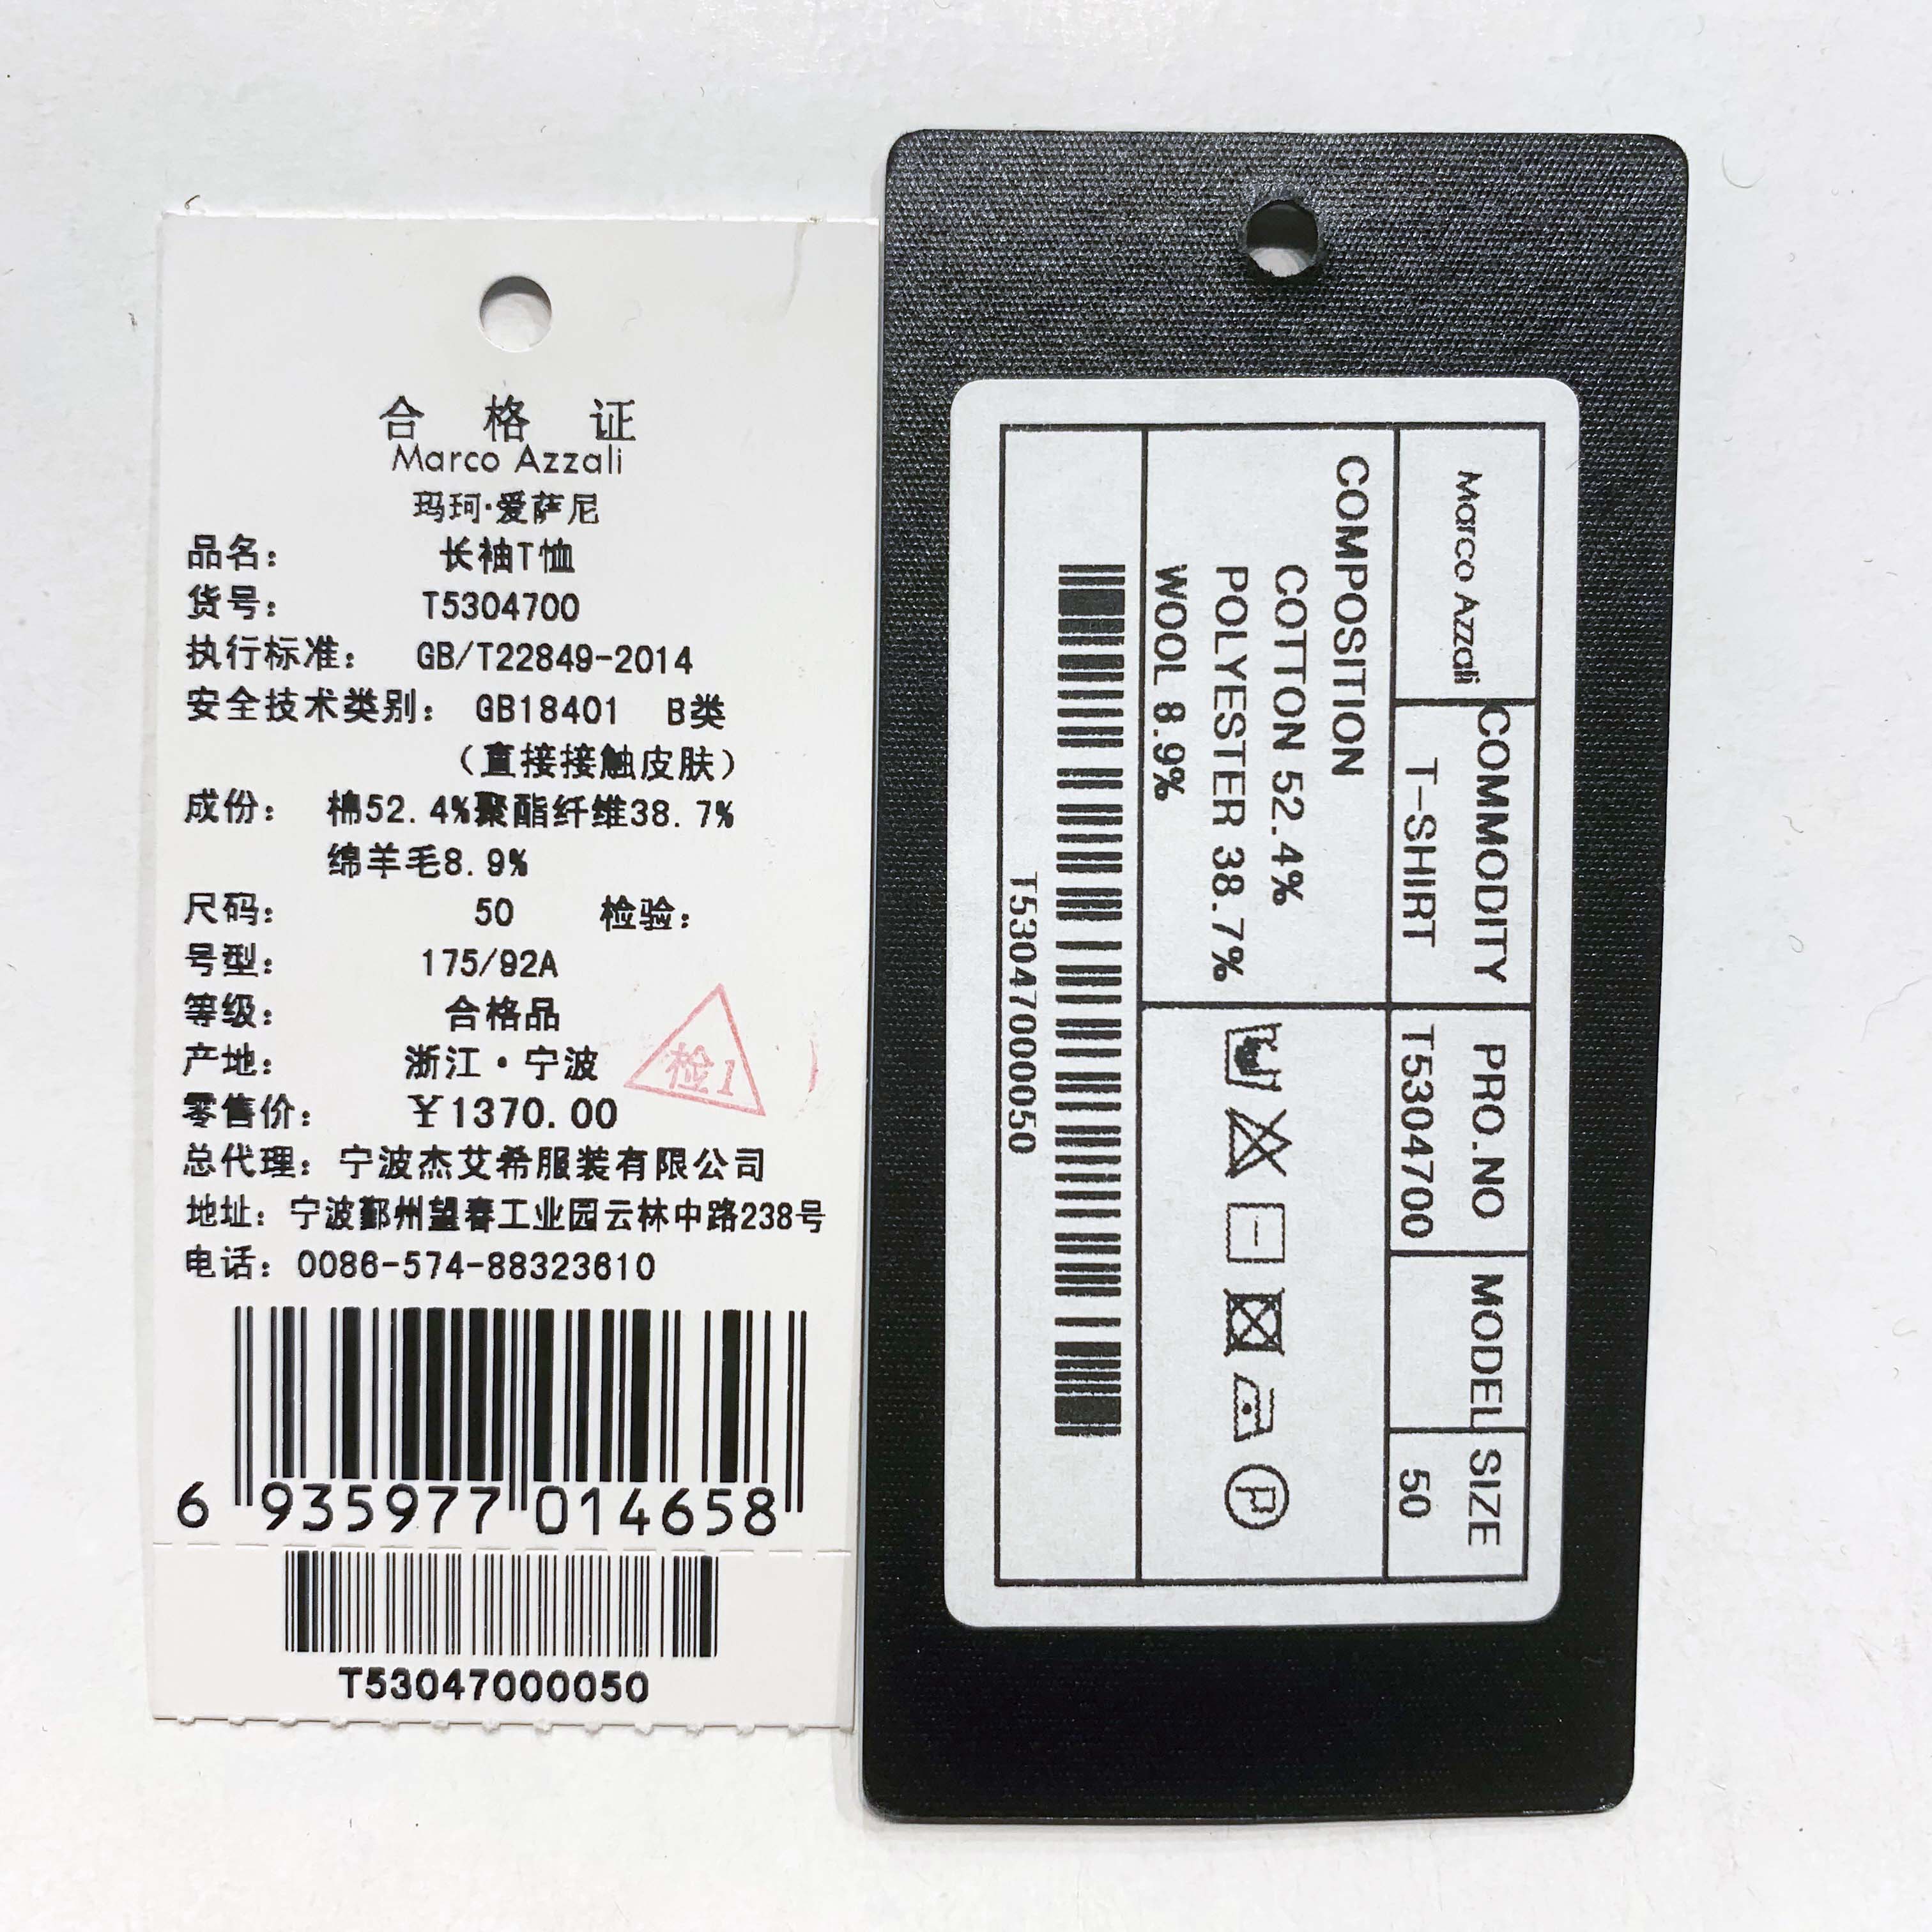 合 格 证
Marco Azzali
玛珂·爱萨尼
品名： 长袖T恤
货号： T5304700
执行标准： GB/T22849-2014
安全技术类别： GB18401 B类
（直接接触皮肤）
成份： 棉52.4%聚酯纤维38.7%
绵羊毛8.9%
尺码： 50 检验：
号型： 175/92A
等级： 合格品
产地： 浙江·宁波
检1
零售价： ￥1370.00
总代理：宁波杰艾希服装有限公司
地址：宁波鄞州望春工业园云林中路238号
电话：0086-574-88323610
6 935977 014658
T53047000050
Marco Azzali
COMMODITY
T-SHIRT
PRO.NO
T5304700
MODEL
SIZE
50
COMPOSITION
COTTON 52.4%
POLYESTER 38.7%
WOOL 8.9%
P
T53047000050